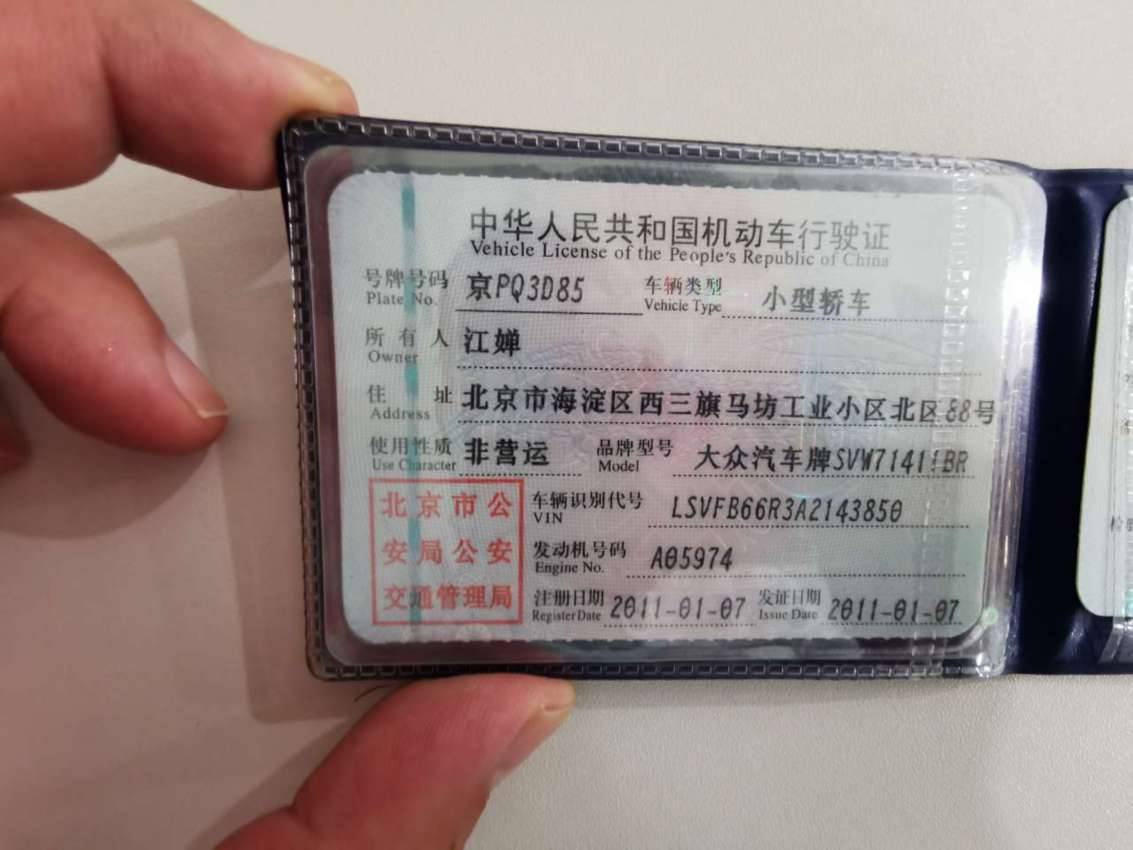 中华人民共和国机动车行驶证
Vehicle License of the People's Republic of China
号牌号码 京PQ3D85 车辆类型 小型轿车
Plate No. Vehicle Type
所有人 江婵
Owner
住址 北京市海淀区西三旗马坊工业小区北区88号
Address
使用性质 非营运 品牌型号 大众汽车牌SVW71411BR
Use Character Model
北京市公
安局公安
交通管理局
车辆识别代号 LSVFB66R3A2143850
VIN
发动机号码 A05974
Engine No.
注册日期 2011-01-07 发证日期 2011-01-07
Register Date Issue Date